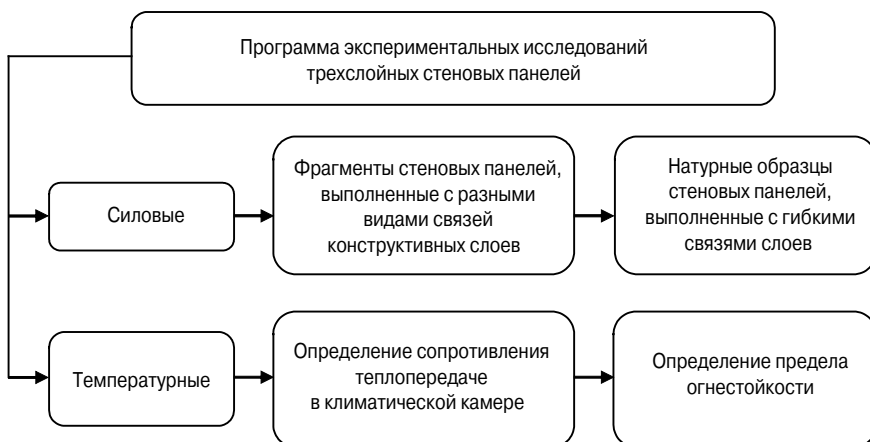 Программа экспериментальных исследований
трехслойных стеновых панелей
Силовые
Фрагменты стеновых панелей,
выполненные с разными
видами связей
конструктивных слоев
Натурные образцы
стеновых панелей,
выполненные с гибкими
связями слоев
Температурные
Определение сопротивления
теплопередаче
в климатической камере
Определение предела
огнестойкости